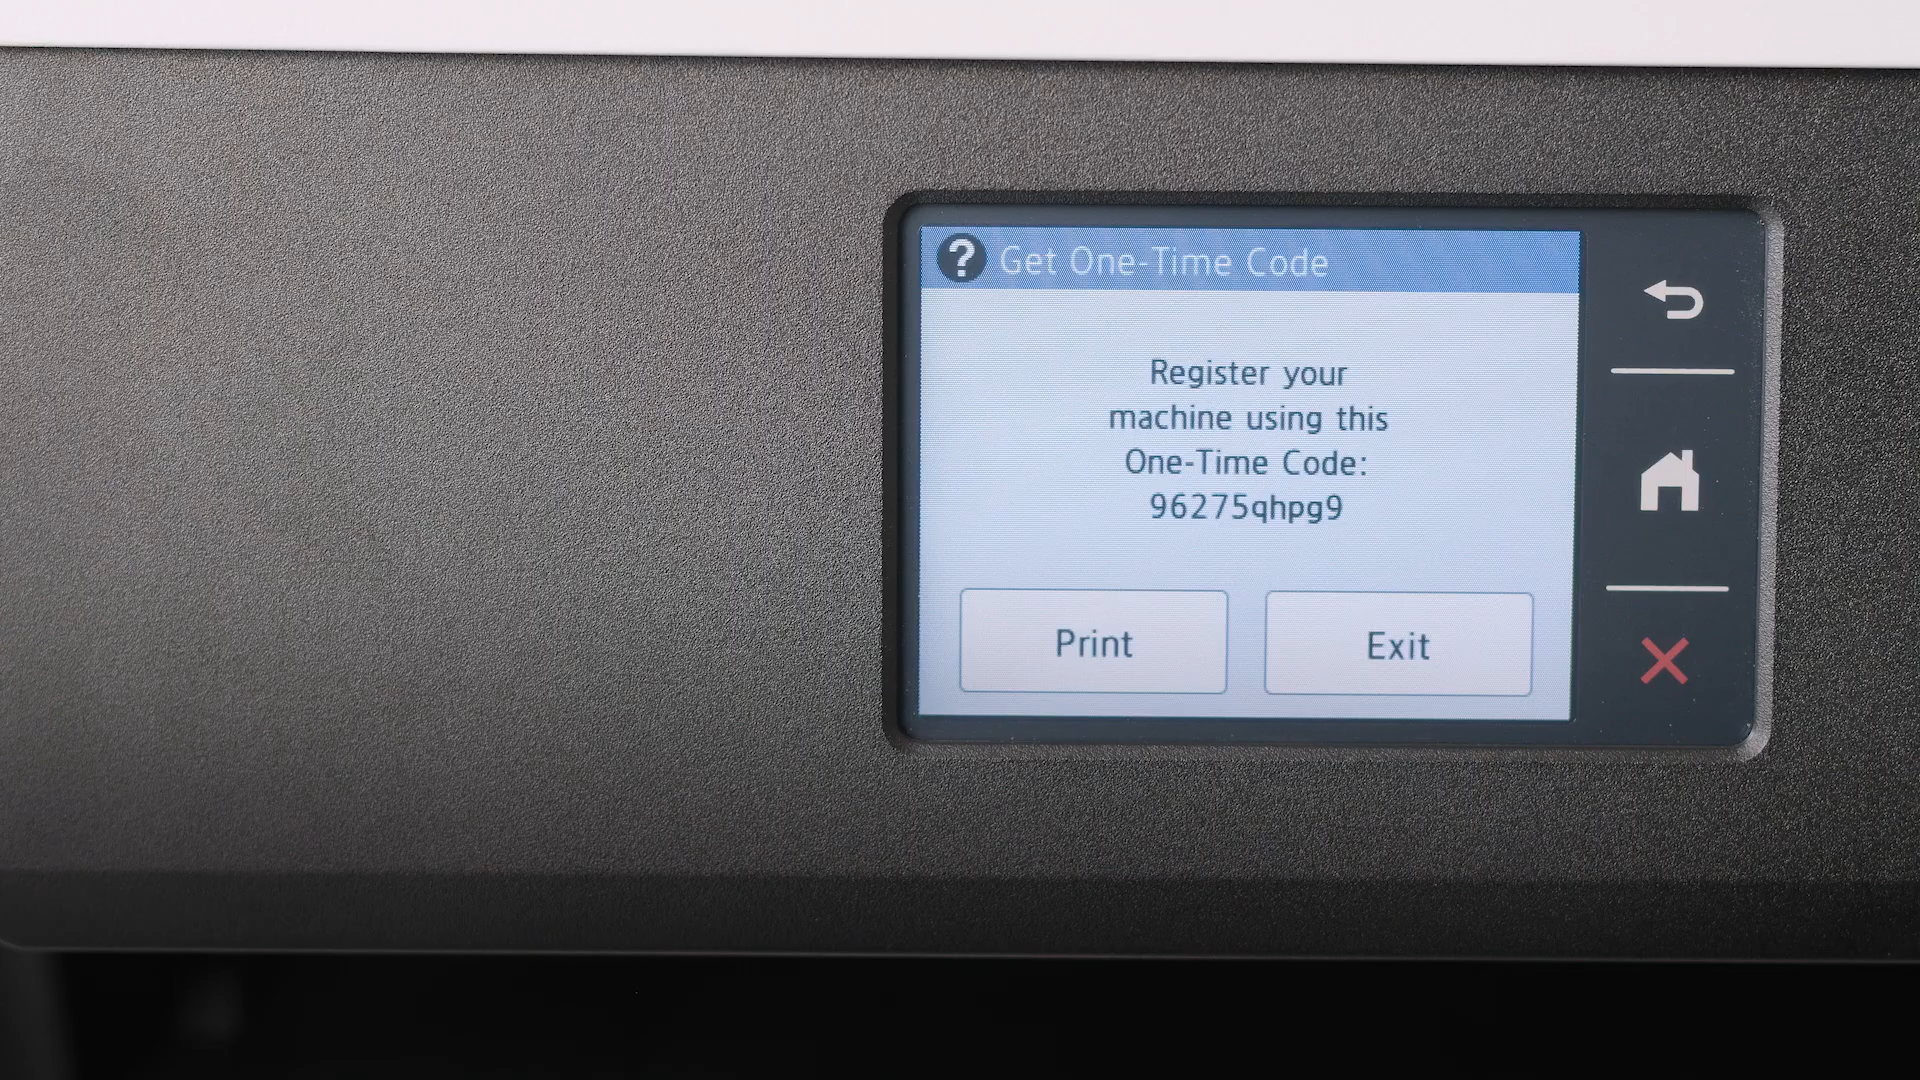 Get One-Time Code
Register your
machine using this
One-Time Code:
96275qhpg9
Print
Exit